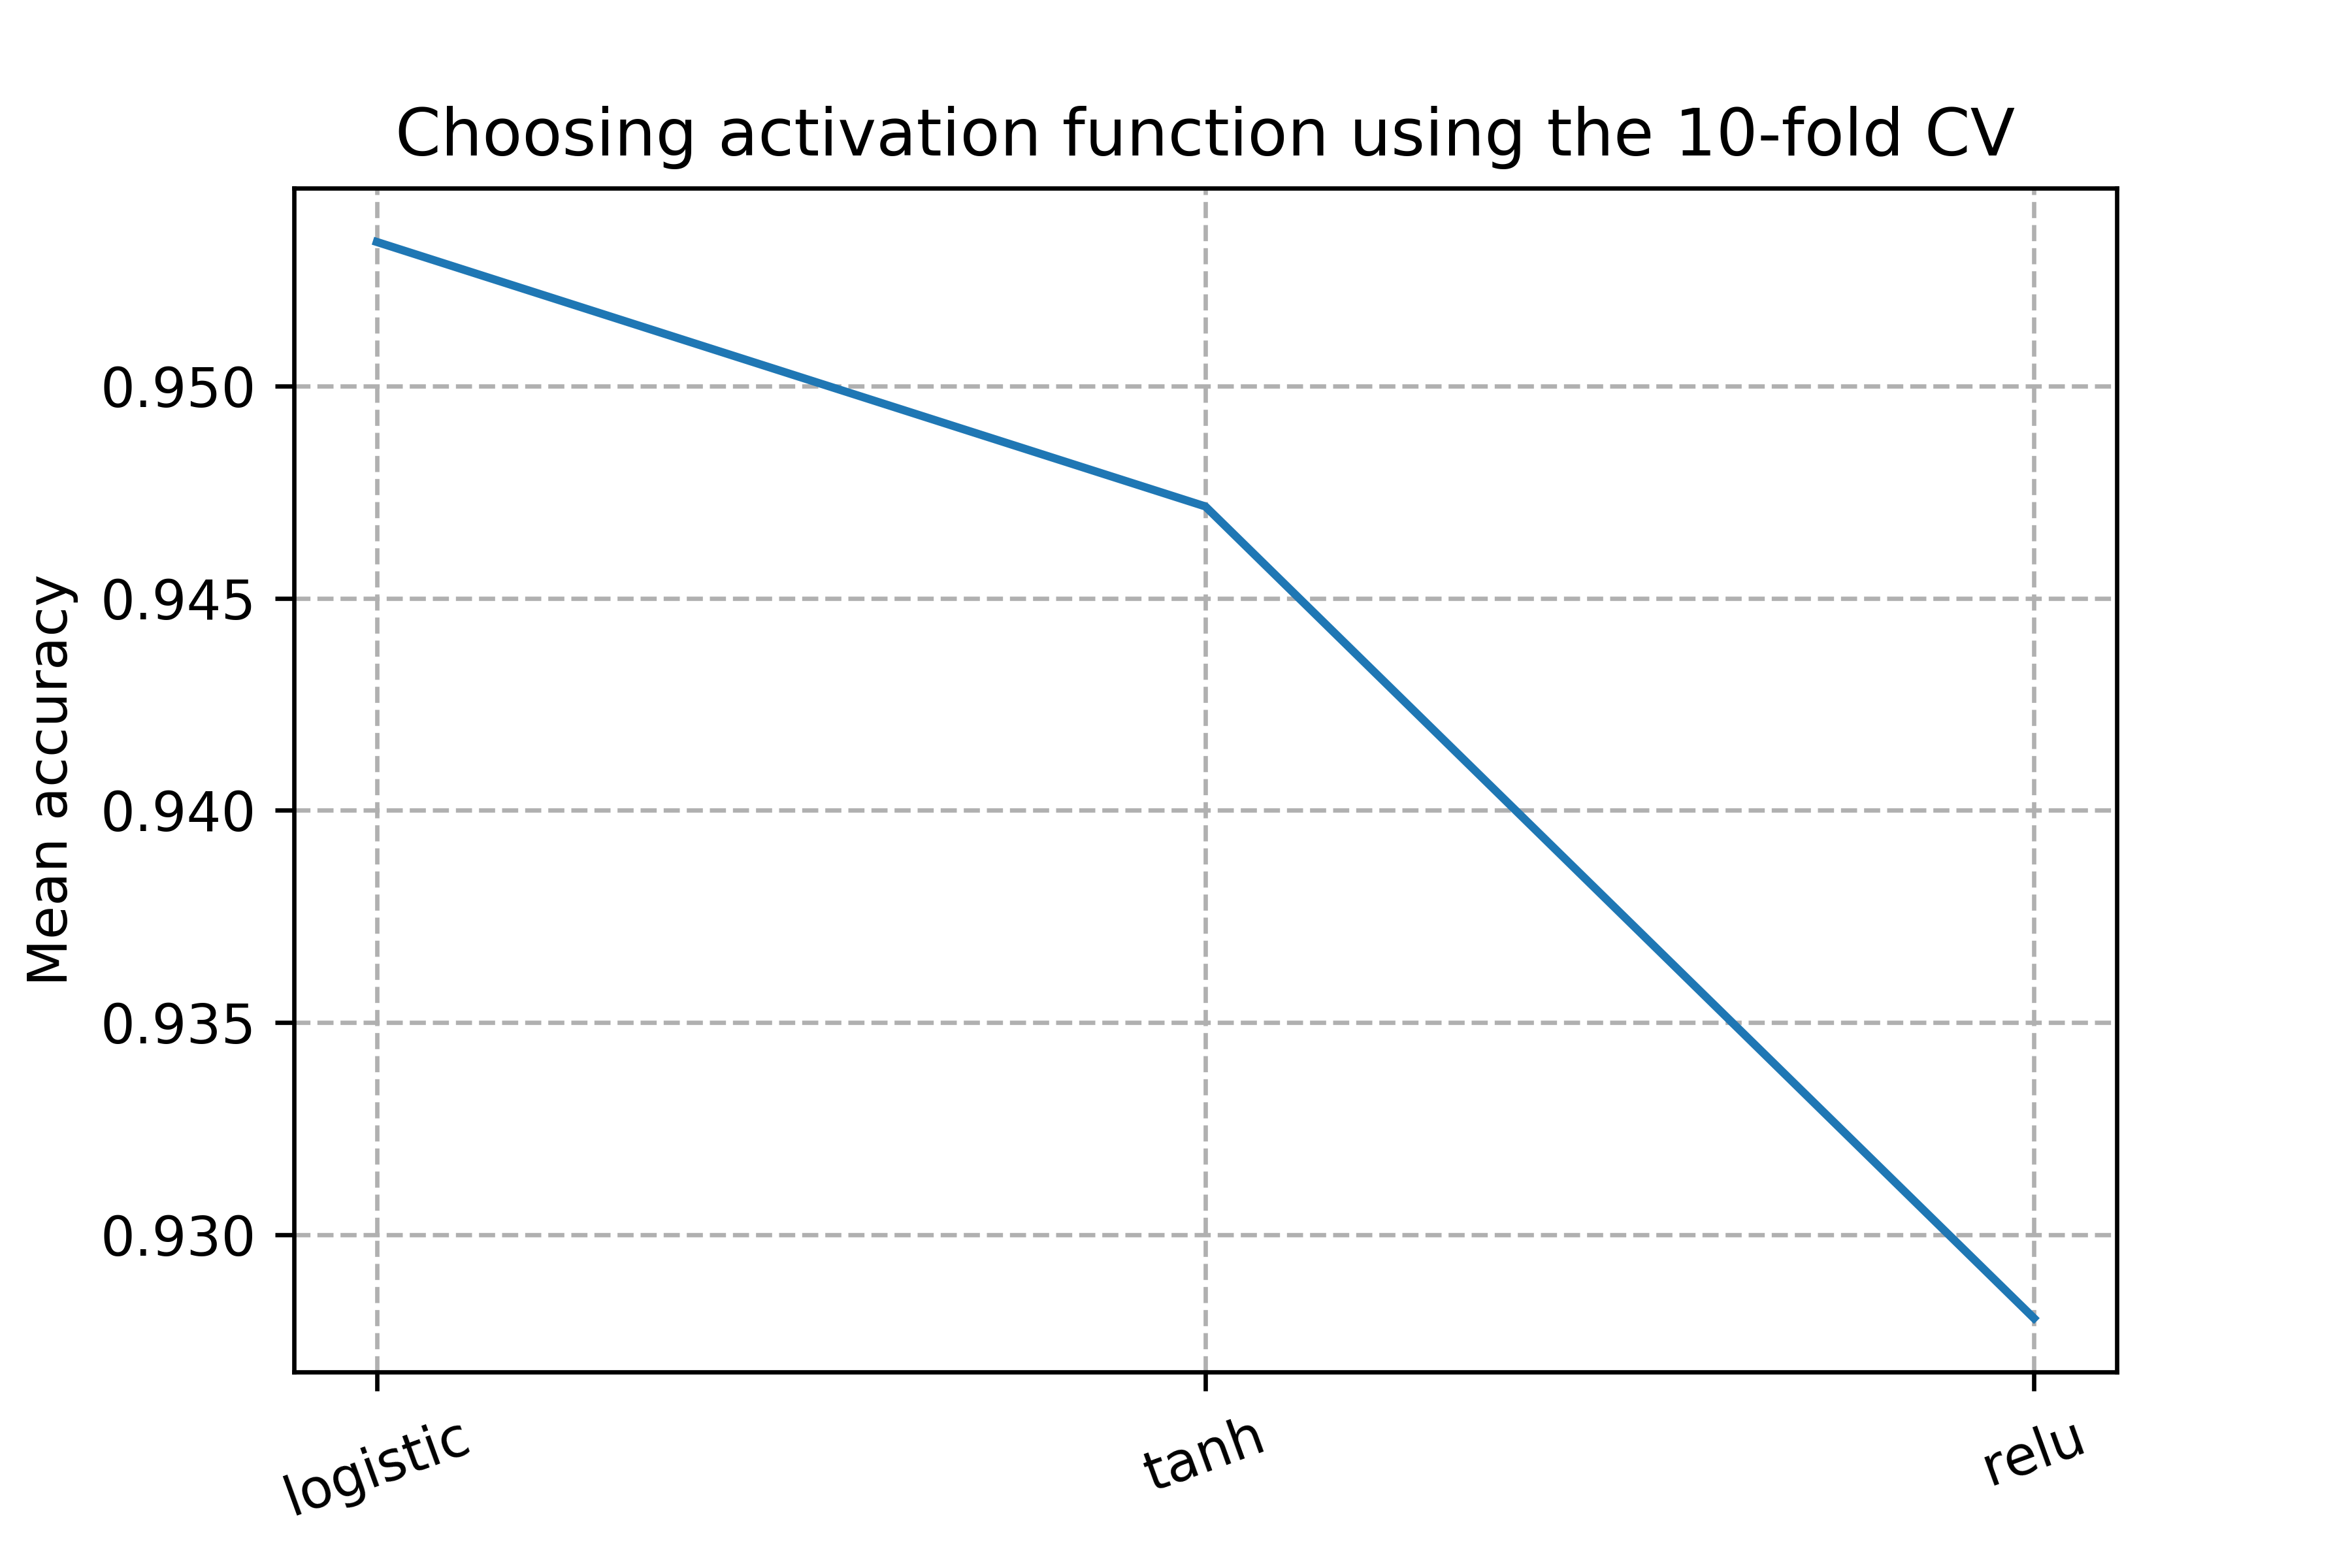 Choosing activation function using the 10-fold CV
Mean accuracy
0.950
0.945
0.940
0.935
0.930
logistic
tanh
relu